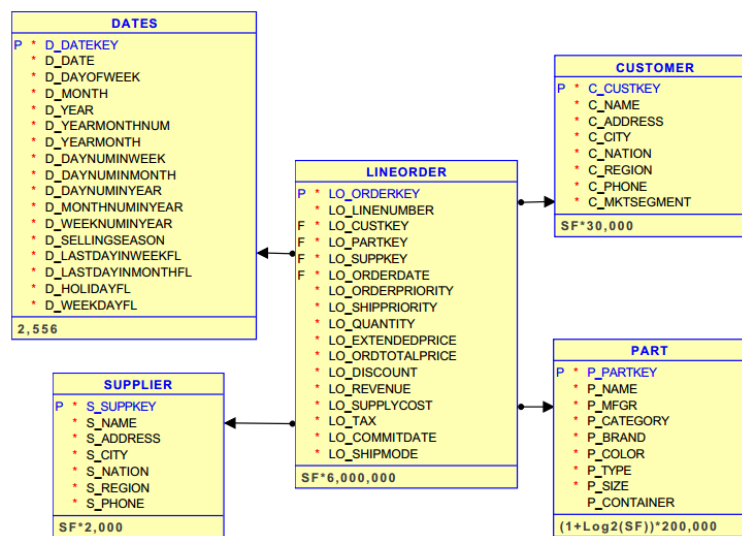 DATES
P * D_DATEKEY
* D_DATE
* D_DAYOFWEEK
* D_MONTH
* D_YEAR
* D_YEARMONTHNUM
* D_YEARMONTH
* D_DAYNUMINWEEK
* D_DAYNUMINMONTH
* D_DAYNUMINYEAR
* D_MONTHNUMINYEAR
* D_WEEKNUMINYEAR
* D_SELLINGSEASON
* D_LASTDAYINWEEKFL
* D_LASTDAYINMONTHFL
* D_HOLIDAYFL
* D_WEEKDAYFL
2,556
SUPPLIER
P * S_SUPPKEY
* S_NAME
* S_ADDRESS
* S_CITY
* S_NATION
* S_REGION
* S_PHONE
SF*2,000
LINEORDER
P * LO_ORDERKEY
* LO_LINENUMBER
F * LO_CUSTKEY
F * LO_PARTKEY
F * LO_SUPPKEY
F * LO_ORDERDATE
* LO_ORDERPRIORITY
* LO_SHIPPRIORITY
* LO_QUANTITY
* LO_EXTENDEDPRICE
* LO_ORDTOTALPRICE
* LO_DISCOUNT
* LO_REVENUE
* LO_SUPPLYCOST
* LO_TAX
* LO_COMMITDATE
* LO_SHIPMODE
SF*6,000,000
CUSTOMER
P * C_CUSTKEY
* C_NAME
* C_ADDRESS
* C_CITY
* C_NATION
* C_REGION
* C_PHONE
* C_MKTSEGMENT
SF*30,000
PART
P * P_PARTKEY
* P_NAME
* P_MFGR
* P_CATEGORY
* P_BRAND
* P_COLOR
* P_TYPE
* P_SIZE
P_CONTAINER
(1+Log2(SF))*200,000